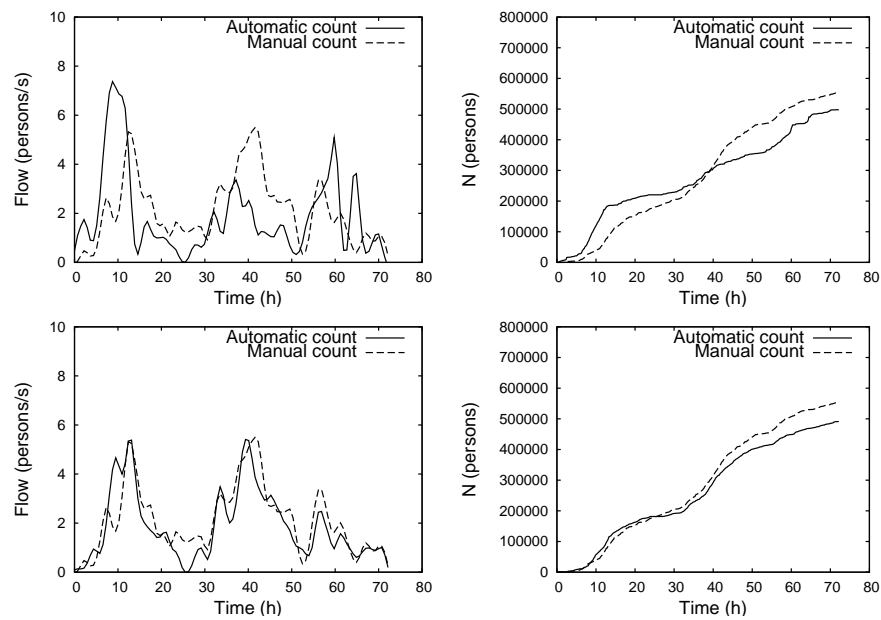 10
8
6
4
2
0
Flow (persons/s)
0 10 20 30 40 50 60 70 80
Time (h)
Automatic count
Manual count
800000
700000
600000
500000
400000
300000
200000
100000
0
N (persons)
0 10 20 30 40 50 60 70 80
Time (h)
Automatic count
Manual count
10
8
6
4
2
0
Flow (persons/s)
0 10 20 30 40 50 60 70 80
Time (h)
Automatic count
Manual count
800000
700000
600000
500000
400000
300000
200000
100000
0
N (persons)
0 10 20 30 40 50 60 70 80
Time (h)
Automatic count
Manual count